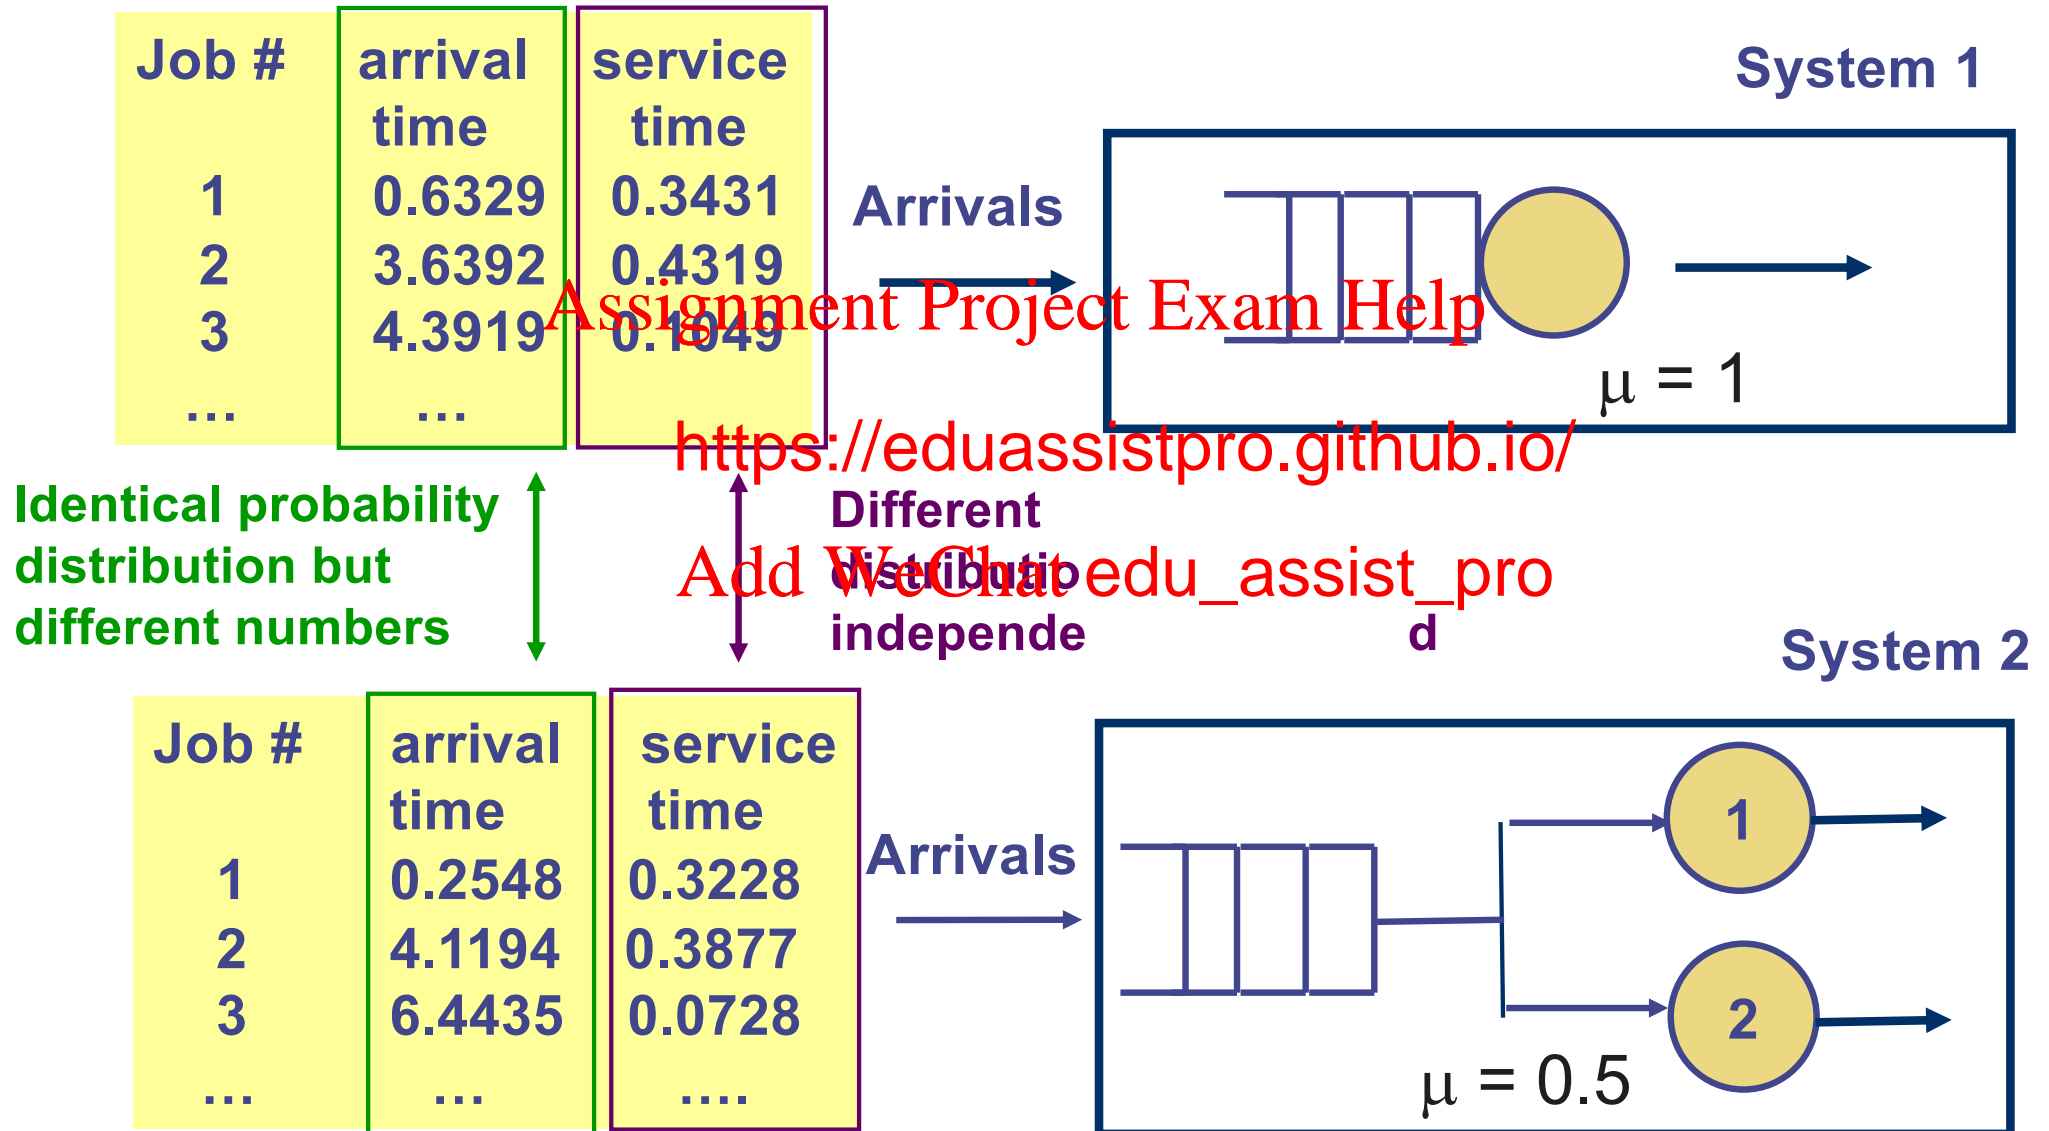 Job # arrival service
time time
1 0.6329 0.3431
2 3.6392 0.4319
3 4.3919 0.1049
… …
Arrivals
System 1
μ = 1
Assignment Project Exam Help
https://eduassistpro.github.io/
Add WeChat edu_assist_pro
Identical probability
distribution but
different numbers
Different
distributio
independe d
System 2
Job # arrival service
time time
1 0.2548 0.3228
2 4.1194 0.3877
3 6.4435 0.0728
… … ....
Arrivals
1
2
μ = 0.5